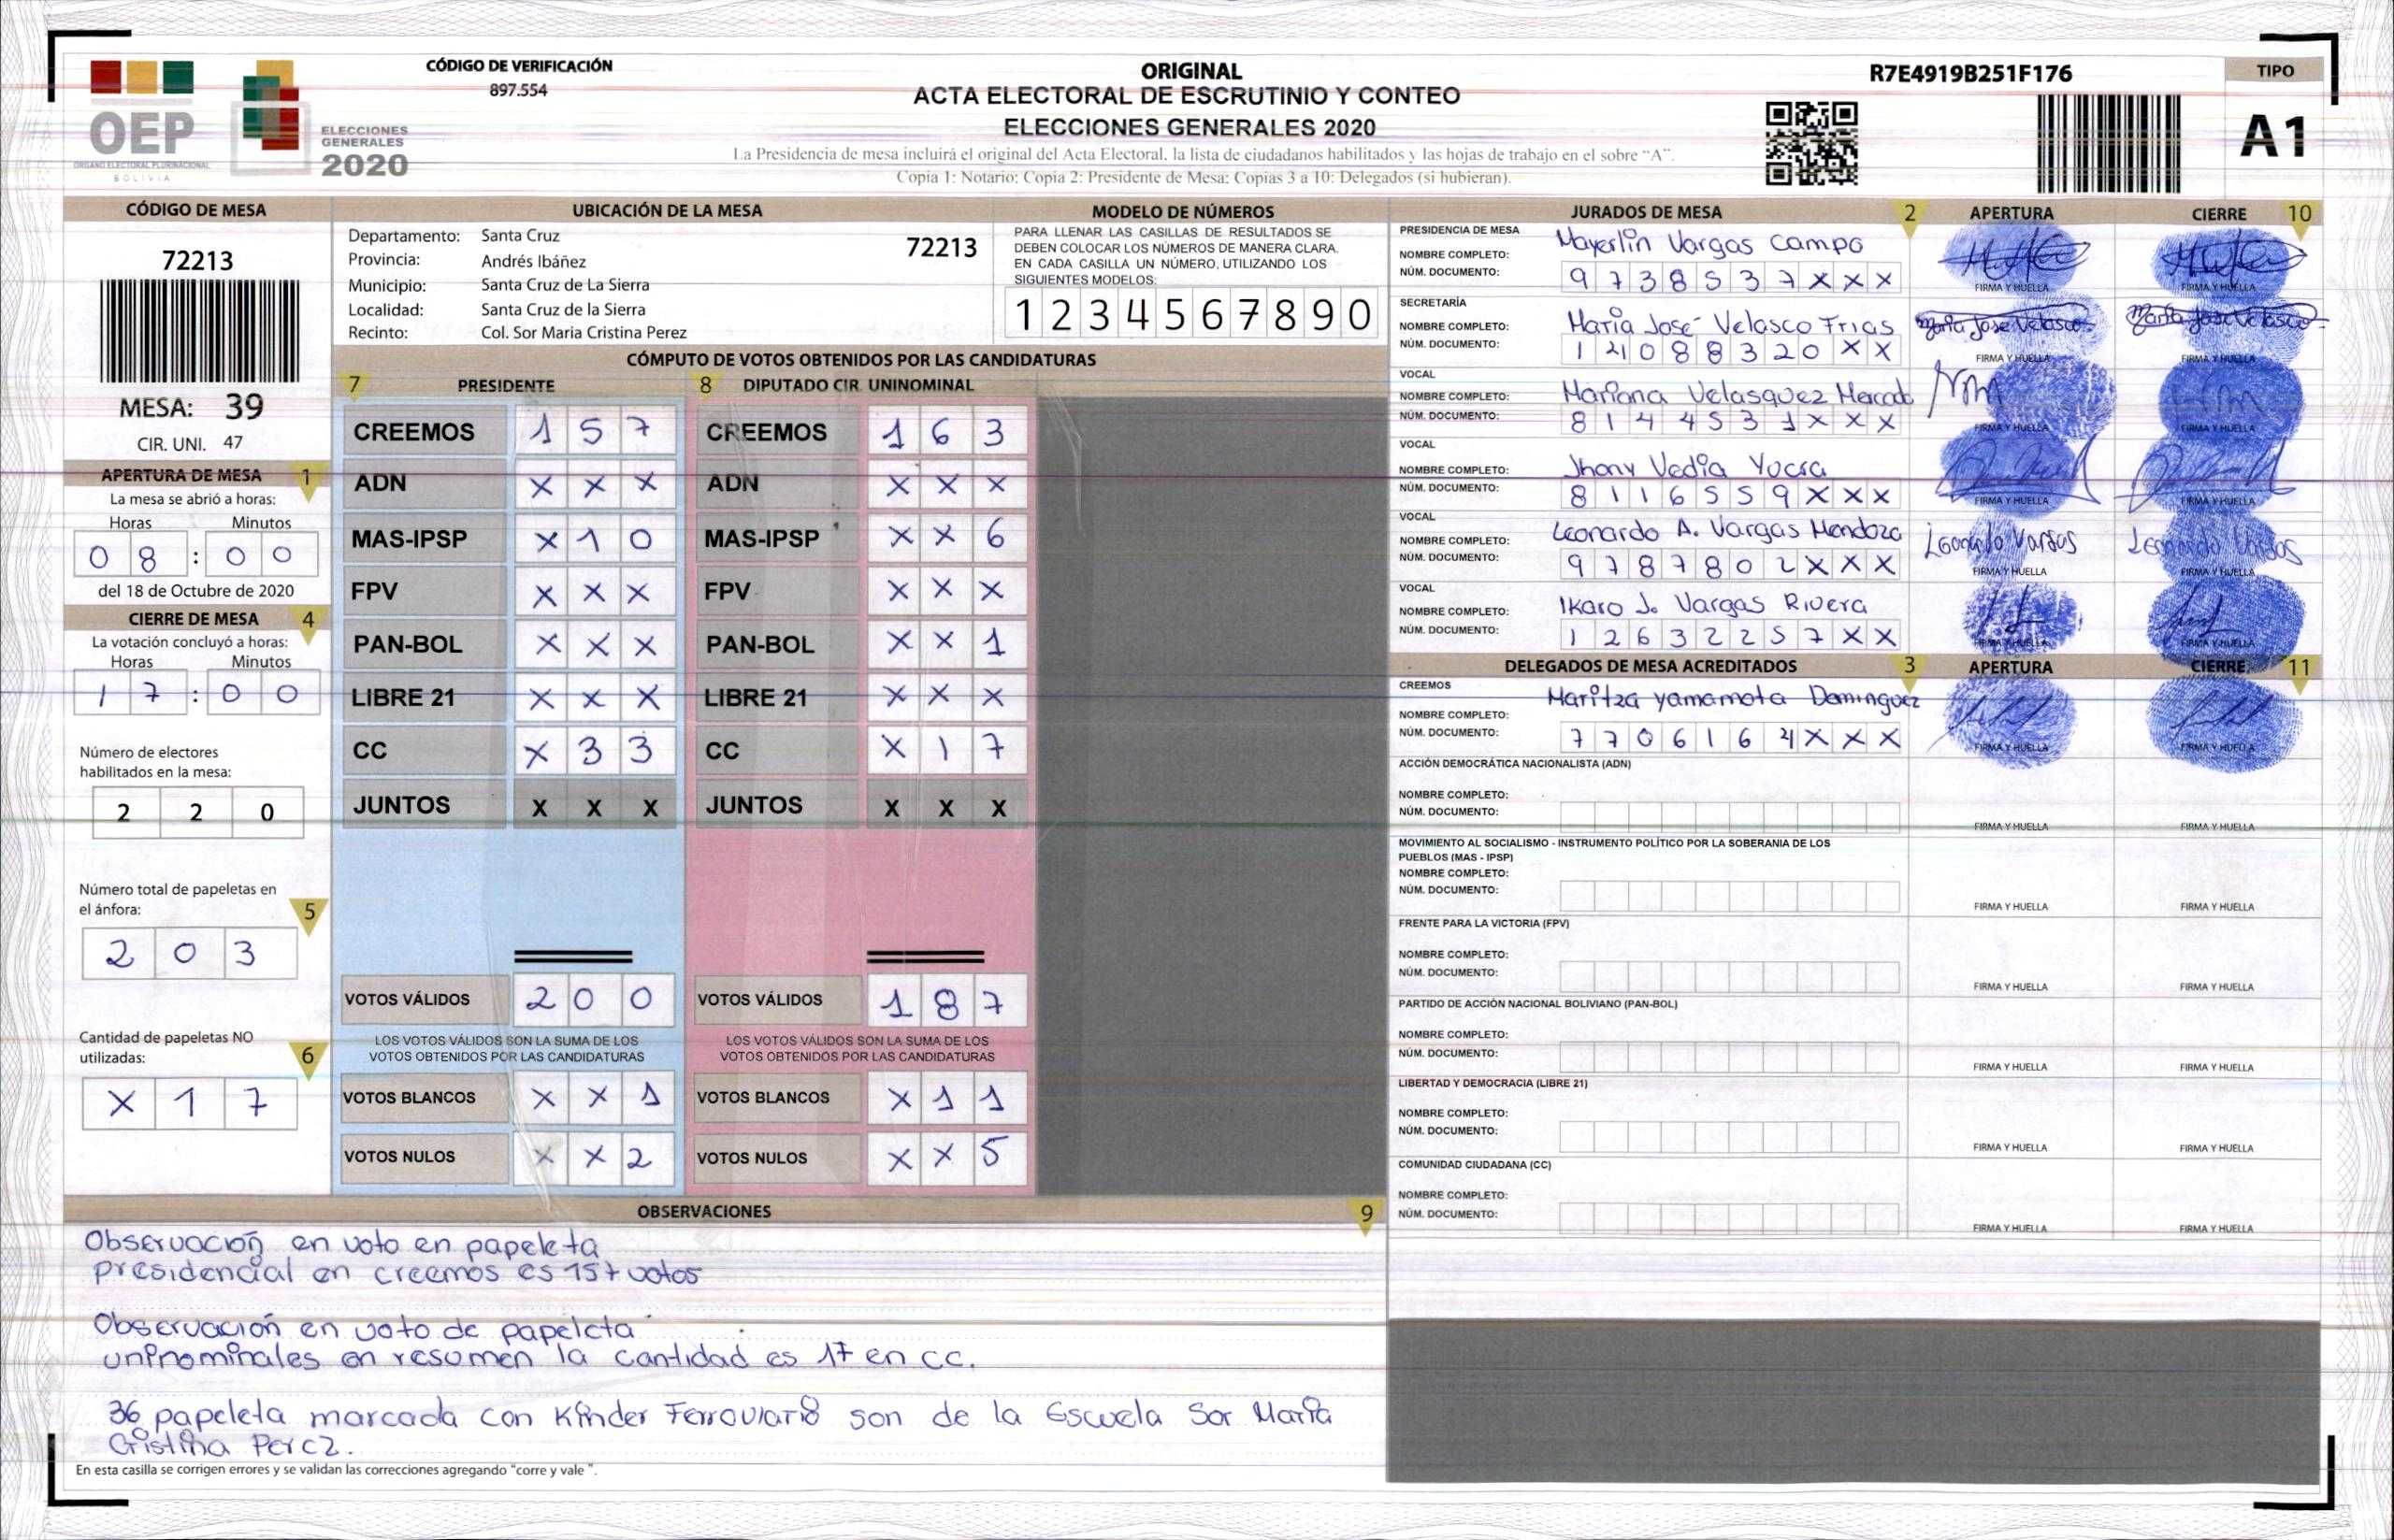 CÓDIGO DE VERIFICACIÓN
897.554
OEP
ÓRGANO ELECTORAL PLURINACIONAL
BOLIVIA
ELECCIONES
GENERALES
2020
ORIGINAL
ACTA ELECTORAL DE ESCRUTINIO Y CONTEO
ELECCIONES GENERALES 2020
La Presidencia de mesa incluirá el original del Acta Electoral, la lista de ciudadanos habilitados y las hojas de trabajo en el sobre "A".
Copia 1: Notario; Copia 2: Presidente de Mesa; Copias 3 a 10: Delegados (si hubieran).
R7E4919B251F176
TIPO
A1
CÓDIGO DE MESA
72213
MESA: 39
CIR. UNI. 47
APERTURA DE MESA 1
La mesa se abrió a horas:
Horas Minutos
0 8 : 0 0
del 18 de Octubre de 2020
CIERRE DE MESA 4
La votación concluyó a horas:
Horas Minutos
1 7 : 0 0
Número de electores
habilitados en la mesa:
2 2 0
Número total de papeletas en
el ánfora: 5
2 0 3
Cantidad de papeletas NO
utilizadas: 6
X 1 7
UBICACIÓN DE LA MESA
Departamento: Santa Cruz 72213
Provincia: Andrés Ibáñez
Municipio: Santa Cruz de La Sierra
Localidad: Santa Cruz de la Sierra
Recinto: Col. Sor Maria Cristina Perez
MODELO DE NÚMEROS
PARA LLENAR LAS CASILLAS DE RESULTADOS SE
DEBEN COLOCAR LOS NÚMEROS DE MANERA CLARA.
EN CADA CASILLA UN NÚMERO, UTILIZANDO LOS
SIGUIENTES MODELOS:
1 2 3 4 5 6 7 8 9 0
CÓMPUTO DE VOTOS OBTENIDOS POR LAS CANDIDATURAS
7 PRESIDENTE 8 DIPUTADO CIR. UNINOMINAL
CREEMOS 1 5 7 CREEMOS 1 6 3
ADN X X X ADN X X X
MAS-IPSP X 1 0 MAS-IPSP X X 6
FPV X X X FPV X X X
PAN-BOL X X X PAN-BOL X X 1
LIBRE 21 X X X LIBRE 21 X X X
CC X 3 3 CC X 1 7
JUNTOS X X X JUNTOS X X X
VOTOS VÁLIDOS 2 0 0 VOTOS VÁLIDOS 1 8 7
LOS VOTOS VÁLIDOS SON LA SUMA DE LOS LOS VOTOS VÁLIDOS SON LA SUMA DE LOS
VOTOS OBTENIDOS POR LAS CANDIDATURAS VOTOS OBTENIDOS POR LAS CANDIDATURAS
VOTOS BLANCOS X X 1 VOTOS BLANCOS X 1 1
VOTOS NULOS X X 2 VOTOS NULOS X X 5
OBSERVACIONES 9
Observación en voto en papeleta
presidencial en creemos es 157 votos
Observación en voto de papeleta
uninominales en resumen la cantidad es 17 en cc.
36 papeleta marcada con Kinder Ferroviario son de la Escuela Sor Maria
Cristina Perez.
En esta casilla se corrigen errores y se validan las correcciones agregando "corre y vale".
JURADOS DE MESA 2 APERTURA CIERRE 10
PRESIDENCIA DE MESA
NOMBRE COMPLETO: Mayerlin Vargas Campo
NÚM. DOCUMENTO: 9 7 3 8 5 3 7 X X X
FIRMA Y HUELLA FIRMA Y HUELLA
SECRETARÍA
NOMBRE COMPLETO: Maria José Velasco Frias Maria Jose Velasco Maria Jose Velasco
NÚM. DOCUMENTO: 1 4 0 8 8 3 2 0 X X
FIRMA Y HUELLA FIRMA Y HUELLA
VOCAL
NOMBRE COMPLETO: Mariana Velasquez Mercado
NÚM. DOCUMENTO: 8 1 4 4 5 3 1 X X X
FIRMA Y HUELLA FIRMA Y HUELLA
VOCAL
NOMBRE COMPLETO: Jhony Vedia Yucra
NÚM. DOCUMENTO: 8 1 1 6 5 5 9 X X X
FIRMA Y HUELLA FIRMA Y HUELLA
VOCAL
NOMBRE COMPLETO: Leonardo A. Vargas Mendoza Leonardo Vargas Leonardo Vargas
NÚM. DOCUMENTO: 9 7 8 7 8 0 2 X X X
FIRMA Y HUELLA FIRMA Y HUELLA
VOCAL
NOMBRE COMPLETO: Ikaro J. Vargas Rivera
NÚM. DOCUMENTO: 1 2 6 3 2 2 5 7 X X
FIRMA Y HUELLA FIRMA Y HUELLA
DELEGADOS DE MESA ACREDITADOS 3 APERTURA CIERRE 11
CREEMOS
NOMBRE COMPLETO: Maritza yamamota Dominguez
NÚM. DOCUMENTO: 7 7 0 6 1 6 4 X X X
FIRMA Y HUELLA FIRMA Y HUELLA
ACCIÓN DEMOCRÁTICA NACIONALISTA (ADN)
NOMBRE COMPLETO:
NÚM. DOCUMENTO:
FIRMA Y HUELLA FIRMA Y HUELLA
MOVIMIENTO AL SOCIALISMO - INSTRUMENTO POLÍTICO POR LA SOBERANIA DE LOS
PUEBLOS (MAS - IPSP)
NOMBRE COMPLETO:
NÚM. DOCUMENTO:
FIRMA Y HUELLA FIRMA Y HUELLA
FRENTE PARA LA VICTORIA (FPV)
NOMBRE COMPLETO:
NÚM. DOCUMENTO:
FIRMA Y HUELLA FIRMA Y HUELLA
PARTIDO DE ACCIÓN NACIONAL BOLIVIANO (PAN-BOL)
NOMBRE COMPLETO:
NÚM. DOCUMENTO:
FIRMA Y HUELLA FIRMA Y HUELLA
LIBERTAD Y DEMOCRACIA (LIBRE 21)
NOMBRE COMPLETO:
NÚM. DOCUMENTO:
FIRMA Y HUELLA FIRMA Y HUELLA
COMUNIDAD CIUDADANA (CC)
NOMBRE COMPLETO:
NÚM. DOCUMENTO:
FIRMA Y HUELLA FIRMA Y HUELLA